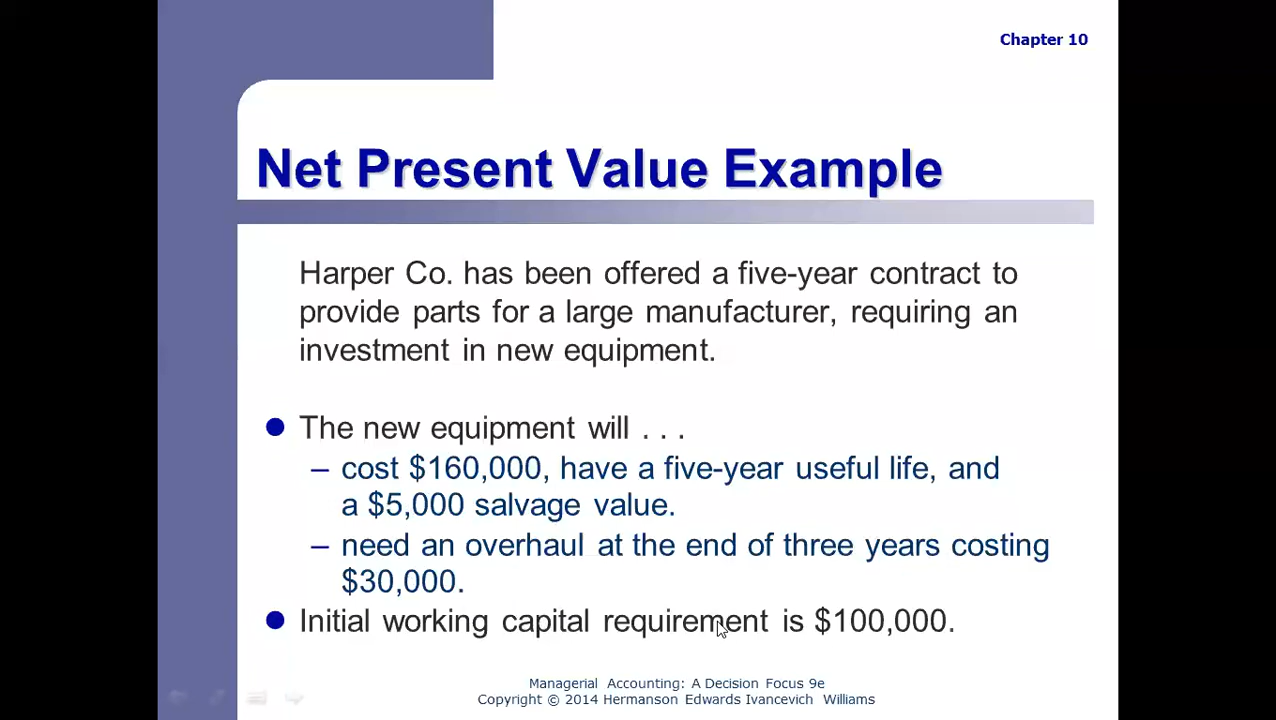 Chapter 10
Net Present Value Example
Harper Co. has been offered a five-year contract to
provide parts for a large manufacturer, requiring an
investment in new equipment.
The new equipment will . . .
– cost $160,000, have a five-year useful life, and
a $5,000 salvage value.
– need an overhaul at the end of three years costing
$30,000.
Initial working capital requirement is $100,000.
Managerial Accounting: A Decision Focus 9e
Copyright © 2014 Hermanson Edwards Ivancevich Williams